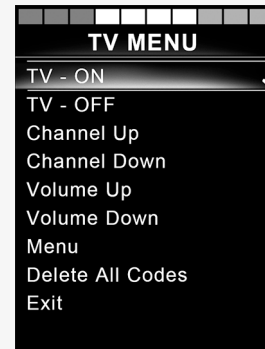 TV MENU
TV - ON
TV - OFF
Channel Up
Channel Down
Volume Up
Volume Down
Menu
Delete All Codes
Exit